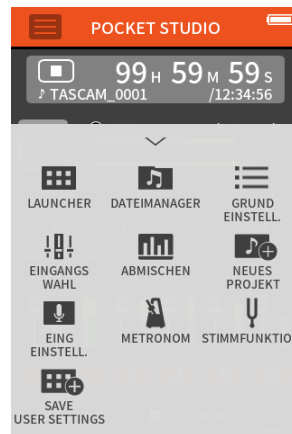 POCKET STUDIO
99 H 59 M 59 S
♪ TASCAM_0001 /12:34:56
LAUNCHER DATEIMANAGER GRUND
EINSTELL.
EINGANGS
WAHL
ABMISCHEN
NEUES
PROJEKT
EING
EINSTELL.
METRONOM
STIMMFUNKTIO
SAVE
USER SETTINGS